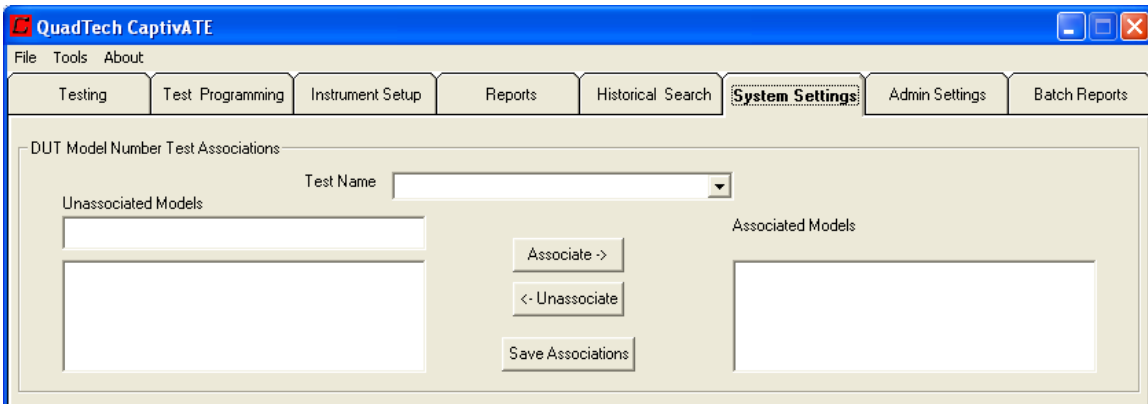 QuadTech CaptivATE
File Tools About
Testing Test Programming Instrument Setup Reports Historical Search System Settings Admin Settings Batch Reports
DUT Model Number Test Associations
Test Name
Unassociated Models
Associated Models
Associate ->
<- Unassociate
Save Associations